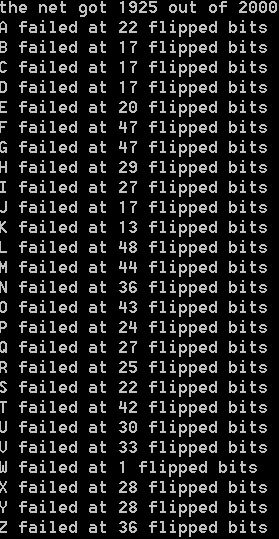 the net got 1925 out of 2000
A failed at 22 flipped bits
B failed at 17 flipped bits
C failed at 17 flipped bits
D failed at 17 flipped bits
E failed at 20 flipped bits
F failed at 47 flipped bits
G failed at 47 flipped bits
H failed at 29 flipped bits
I failed at 27 flipped bits
J failed at 17 flipped bits
K failed at 13 flipped bits
L failed at 48 flipped bits
M failed at 44 flipped bits
N failed at 36 flipped bits
O failed at 43 flipped bits
P failed at 24 flipped bits
Q failed at 27 flipped bits
R failed at 25 flipped bits
S failed at 22 flipped bits
T failed at 42 flipped bits
U failed at 30 flipped bits
V failed at 33 flipped bits
W failed at 1 flipped bits
X failed at 28 flipped bits
Y failed at 28 flipped bits
Z failed at 36 flipped bits